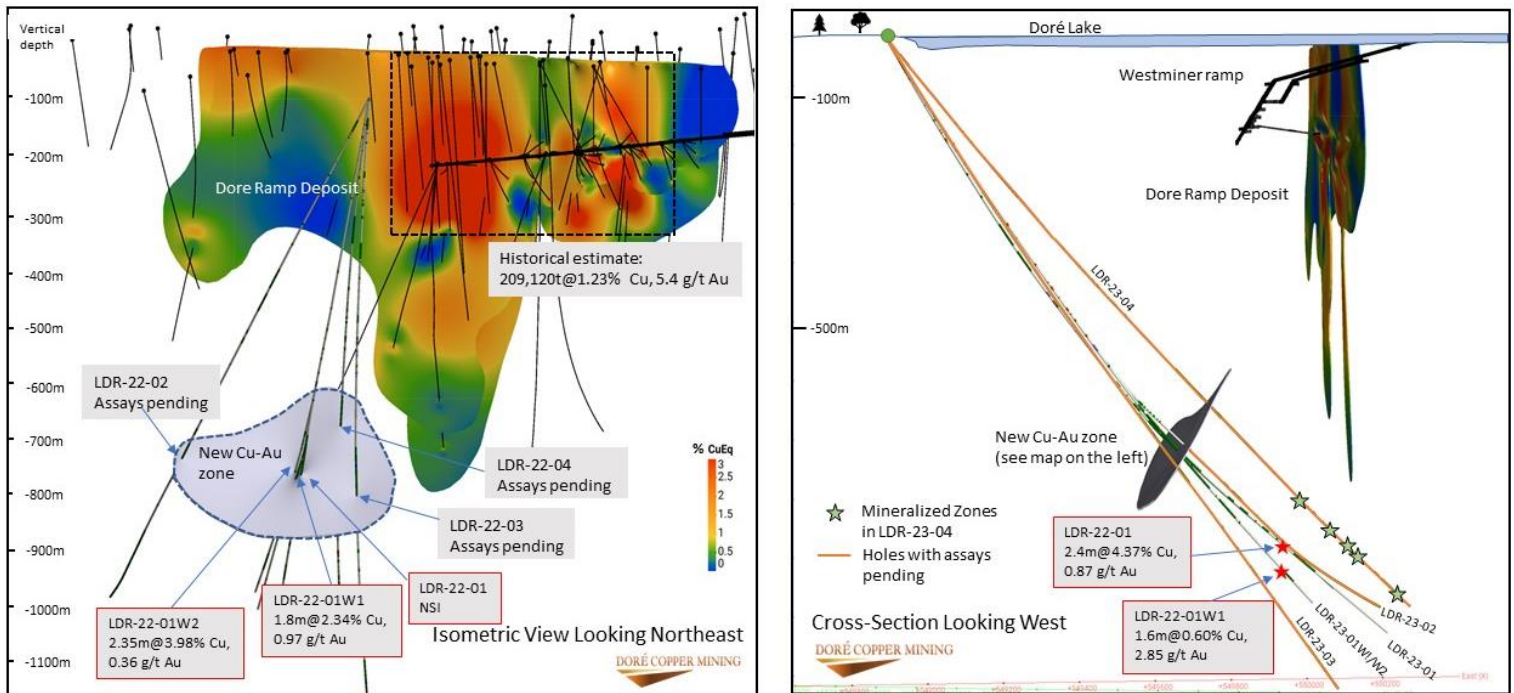 Vertical
depth
-100m
-200m
-300m
-400m
-500m
-600m
-700m
-800m
-900m
-1000m
-1100m
Dore Ramp Deposit
Historical estimate:
209,120t@1.23% Cu, 5.4 g/t Au
LDR-22-02
Assays pending
New Cu-Au
zone
LDR-22-04
Assays pending
LDR-22-03
Assays pending
LDR-22-01
NSI
LDR-22-01W1
1.8m@2.34% Cu,
0.97 g/t Au
LDR-22-01W2
2.35m@3.98% Cu,
0.36 g/t Au
% CuEq
3
2
1.50
1
0.5
0
Isometric View Looking Northeast
DORÉ COPPER MINING
Doré Lake
-100m
Westminer ramp
Dore Ramp Deposit
LDR-23-04
-500m
New Cu-Au zone
(see map on the left)
Mineralized Zones
in LDR-23-04
Holes with assays
pending
LDR-22-01
2.4m@4.37% Cu,
0.87 g/t Au
LDR-22-01W1
1.6m@0.60% Cu,
2.85 g/t Au
LDR-23-02
LDR-23-01
LDR-23-01WI/W2
LDR-23-03
Cross-Section Looking West
DORÉ COPPER MINING
+549400
+549600
+549800
+550000
+550200